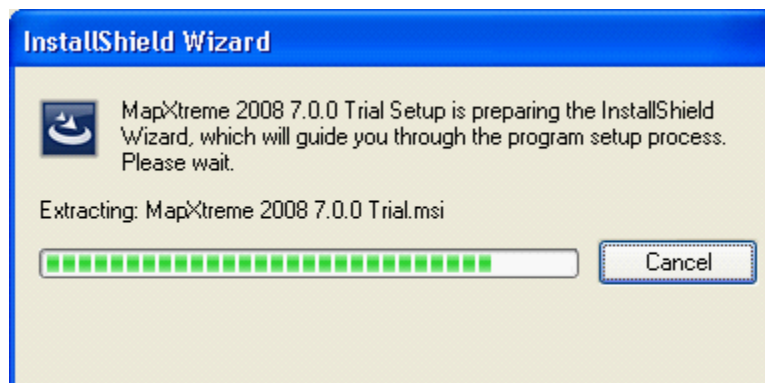 InstallShield Wizard
MapXtreme 2008 7.0.0 Trial Setup is preparing the InstallShield
Wizard, which will guide you through the program setup process.
Please wait.
Extracting: MapXtreme 2008 7.0.0 Trial.msi
Cancel